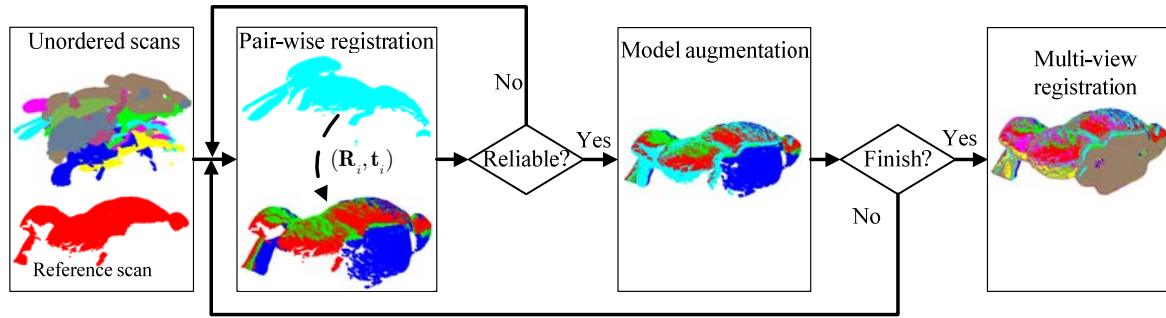 Unordered scans
Reference scan
Pair-wise registration
(R_i, t_i)
No
Reliable?
Yes
Model augmentation
Finish?
No
Yes
Multi-view
registration